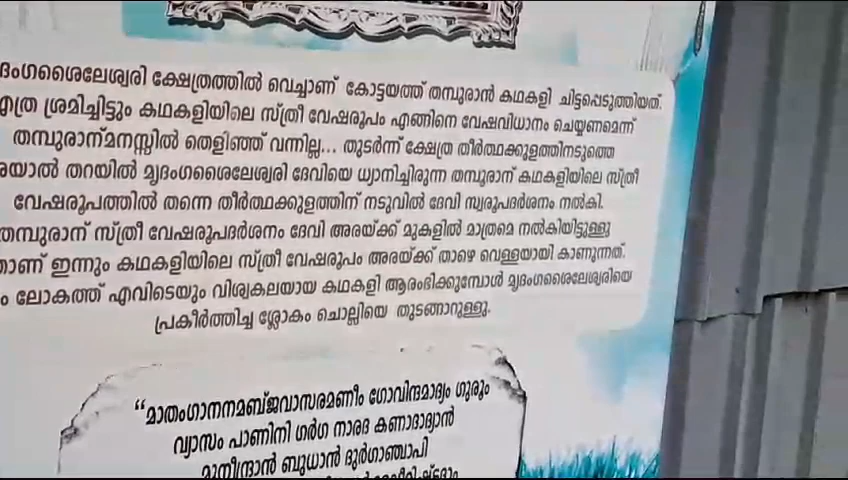 ദംഗശൈലേശ്വരി ക്ഷേത്രത്തിൽ വെച്ചാണ് കോട്ടയത്ത് തമ്പുരാൻ കഥകളി ചിട്ടപ്പെടുത്തിയത്.
എത്ര ശ്രമിച്ചിട്ടും കഥകളിയിലെ സ്ത്രീ വേഷരൂപം എങ്ങിനെ വേഷവിധാനം ചെയ്യണമെന്ന്
തമ്പുരാന്മനസ്സിൽ തെളിഞ്ഞ് വന്നില്ല... തുടർന്ന് ക്ഷേത്ര തീർത്ഥക്കുളത്തിനടുത്തെ
രയാൽ തറയിൽ മൃദംഗശൈലേശ്വരി ദേവിയെ ധ്യാനിച്ചിരുന്ന തമ്പുരാന് കഥകളിയിലെ സ്ത്രീ
വേഷരൂപത്തിൽ തന്നെ തീർത്ഥക്കുളത്തിന് നടുവിൽ ദേവി സ്വരൂപദർശനം നൽകി.
തമ്പുരാന് സ്ത്രീ വേഷരൂപദർശനം ദേവി അരയ്ക്ക് മുകളിൽ മാത്രമെ നൽകിയിട്ടുള്ളു
താണ് ഇന്നും കഥകളിയിലെ സ്ത്രീ വേഷരൂപം അരയ്ക്ക് താഴെ വെള്ളയായി കാണുന്നത്.
ലോകത്ത് എവിടെയും വിശ്വകലയായ കഥകളി ആരംഭിക്കുമ്പോൾ മൃദംഗശൈലേശ്വരിയെ
പ്രകീർത്തിച്ച ശ്ലോകം ചൊല്ലിയെ തുടങ്ങാറുള്ളു.
"മാതംഗാനനമബ്ജവാസരമണീം ഗോവിന്ദമാദ്യം ഗുരും
വ്യാസം പാണിനി ഗർഗ നാരദ കണാദാദ്യാൻ
മുനീന്ദ്രാൻ ബുധാൻ ദുർഗാഞ്ചാപി